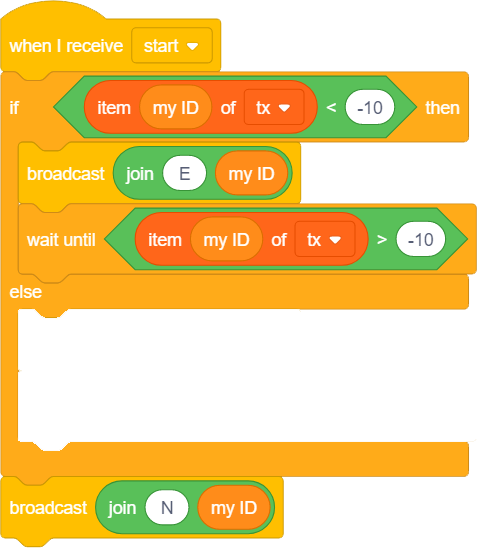 when I receive start
if item my ID of tx < -10 then
broadcast join E my ID
wait until item my ID of tx > -10
else
broadcast join N my ID